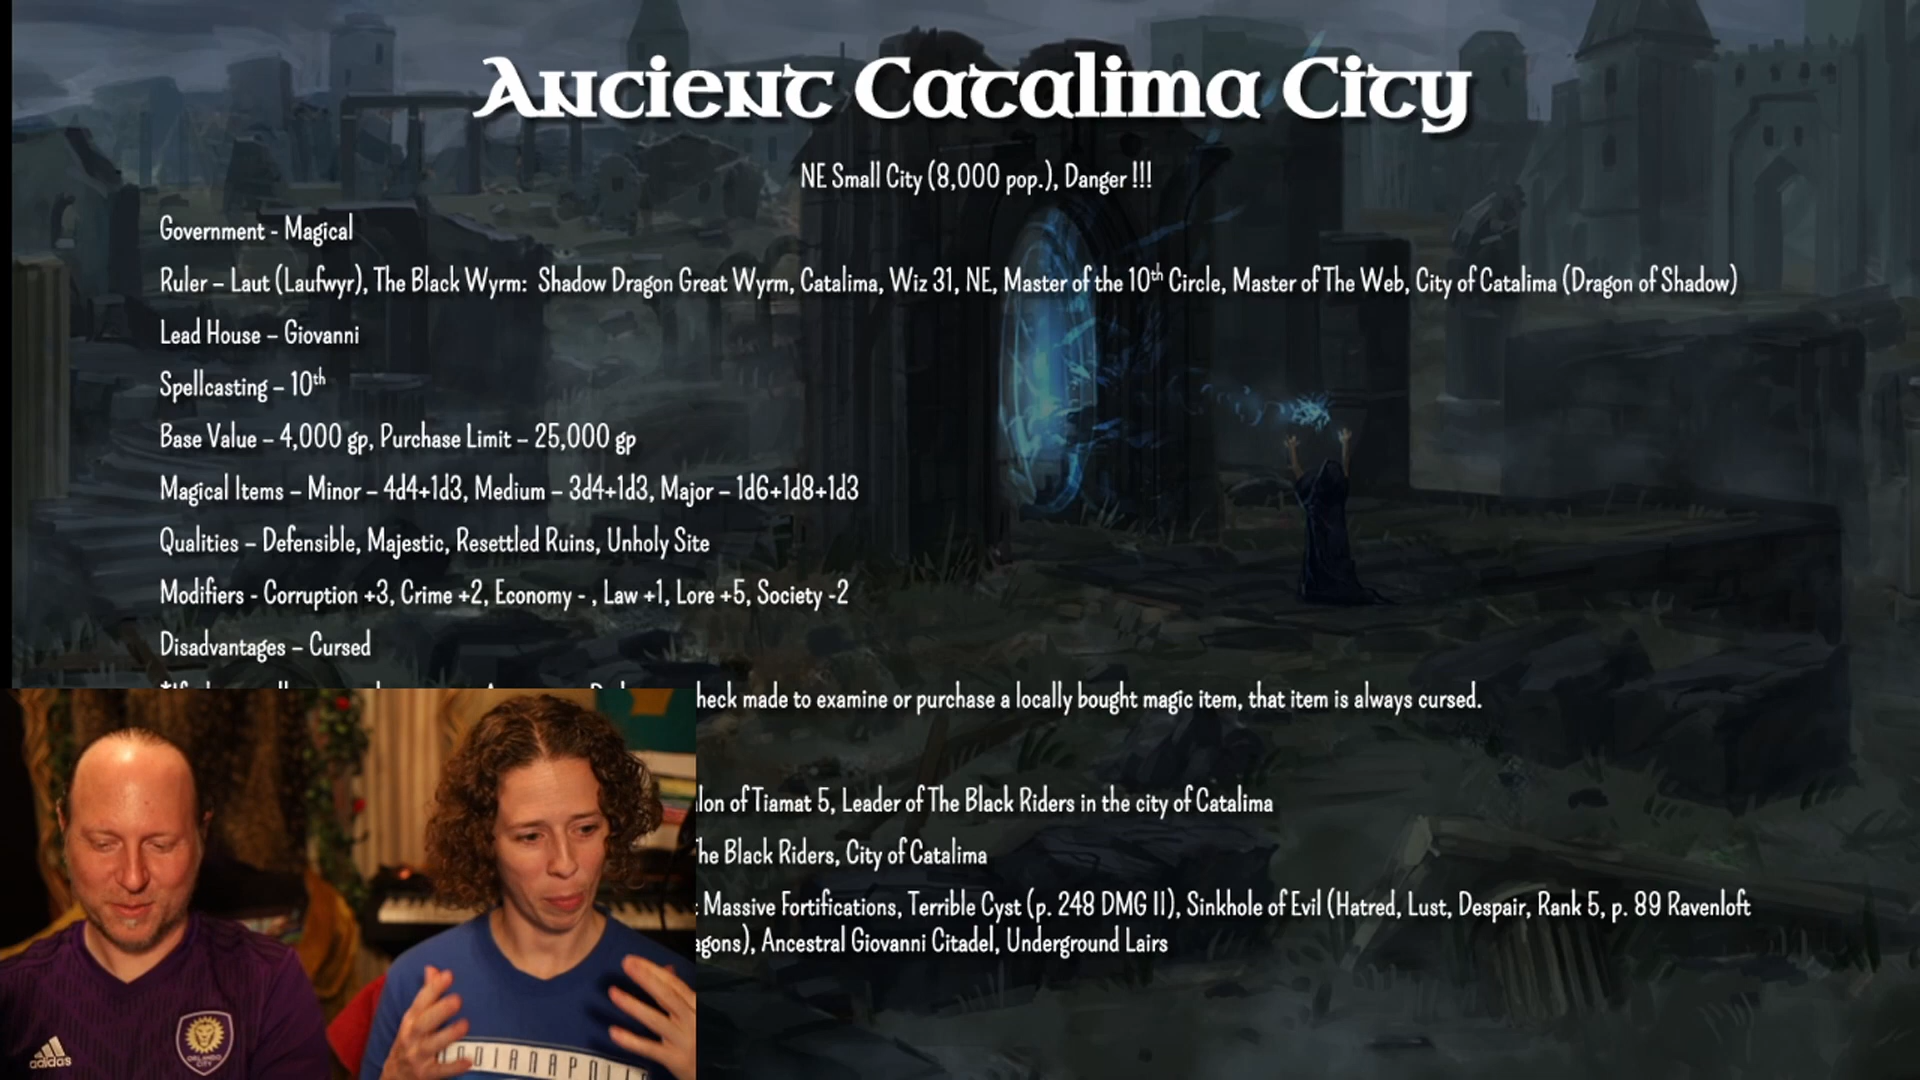 Ancient Catalima City
NE Small City (8,000 pop.), Danger !!!
Government - Magical
Ruler – Laut (Laufwyr), The Black Wyrm: Shadow Dragon Great Wyrm, Catalima, Wiz 31, NE, Master of the 10th Circle, Master of The Web, City of Catalima (Dragon of Shadow)
Lead House – Giovanni
Spellcasting – 10th
Base Value – 4,000 gp, Purchase Limit – 25,000 gp
Magical Items – Minor – 4d4+1d3, Medium – 3d4+1d3, Major – 1d6+1d8+1d3
Qualities – Defensible, Majestic, Resettled Ruins, Unholy Site
Modifiers - Corruption +3, Crime +2, Economy - , Law +1, Lore +5, Society -2
Disadvantages – Cursed
heck made to examine or purchase a locally bought magic item, that item is always cursed.
lon of Tiamat 5, Leader of The Black Riders in the city of Catalima
The Black Riders, City of Catalima
: Massive Fortifications, Terrible Cyst (p. 248 DMG II), Sinkhole of Evil (Hatred, Lust, Despair, Rank 5, p. 89 Ravenloft
agons), Ancestral Giovanni Citadel, Underground Lairs
adidas
ORLANDO
CITY
INDIANAPOLI